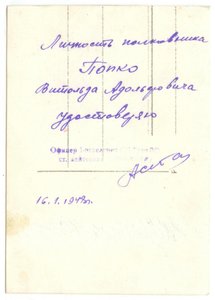 Личность полковника
Попко
Витольда Адольфовича
удостоверяю
Офицер
16.1.1949г.